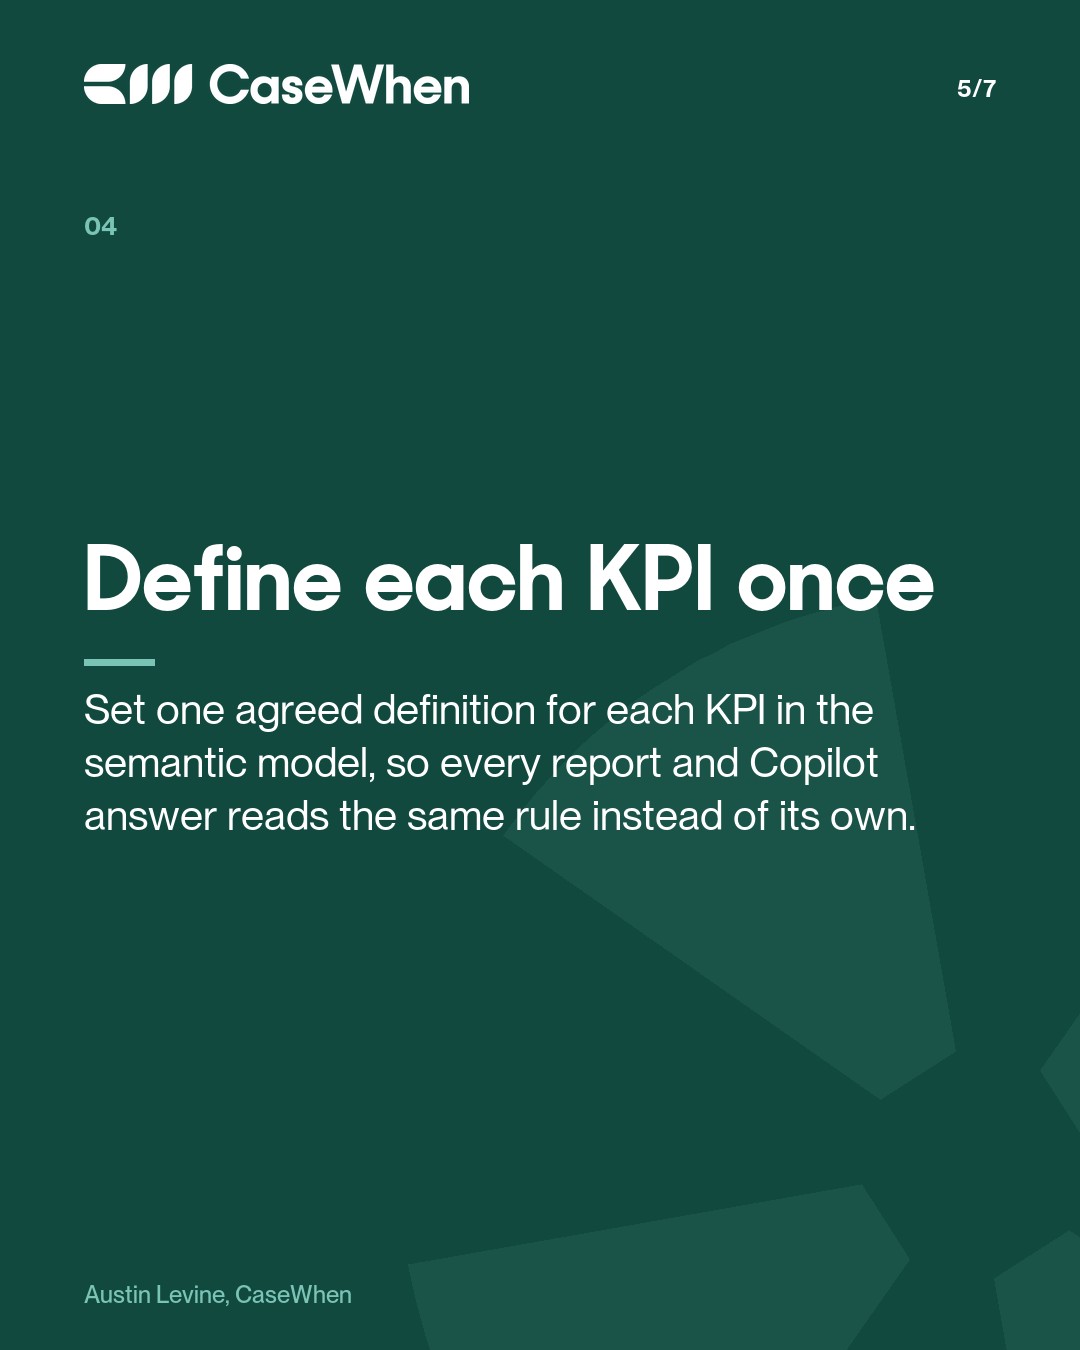 CaseWhen
5/7
04
Define each KPI once
Set one agreed definition for each KPI in the
semantic model, so every report and Copilot
answer reads the same rule instead of its own.
Austin Levine, CaseWhen